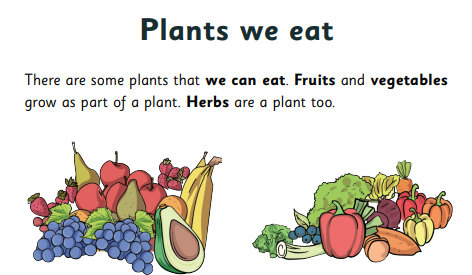 Plants we eat
There are some plants that we can eat. Fruits and vegetables
grow as part of a plant. Herbs are a plant too.